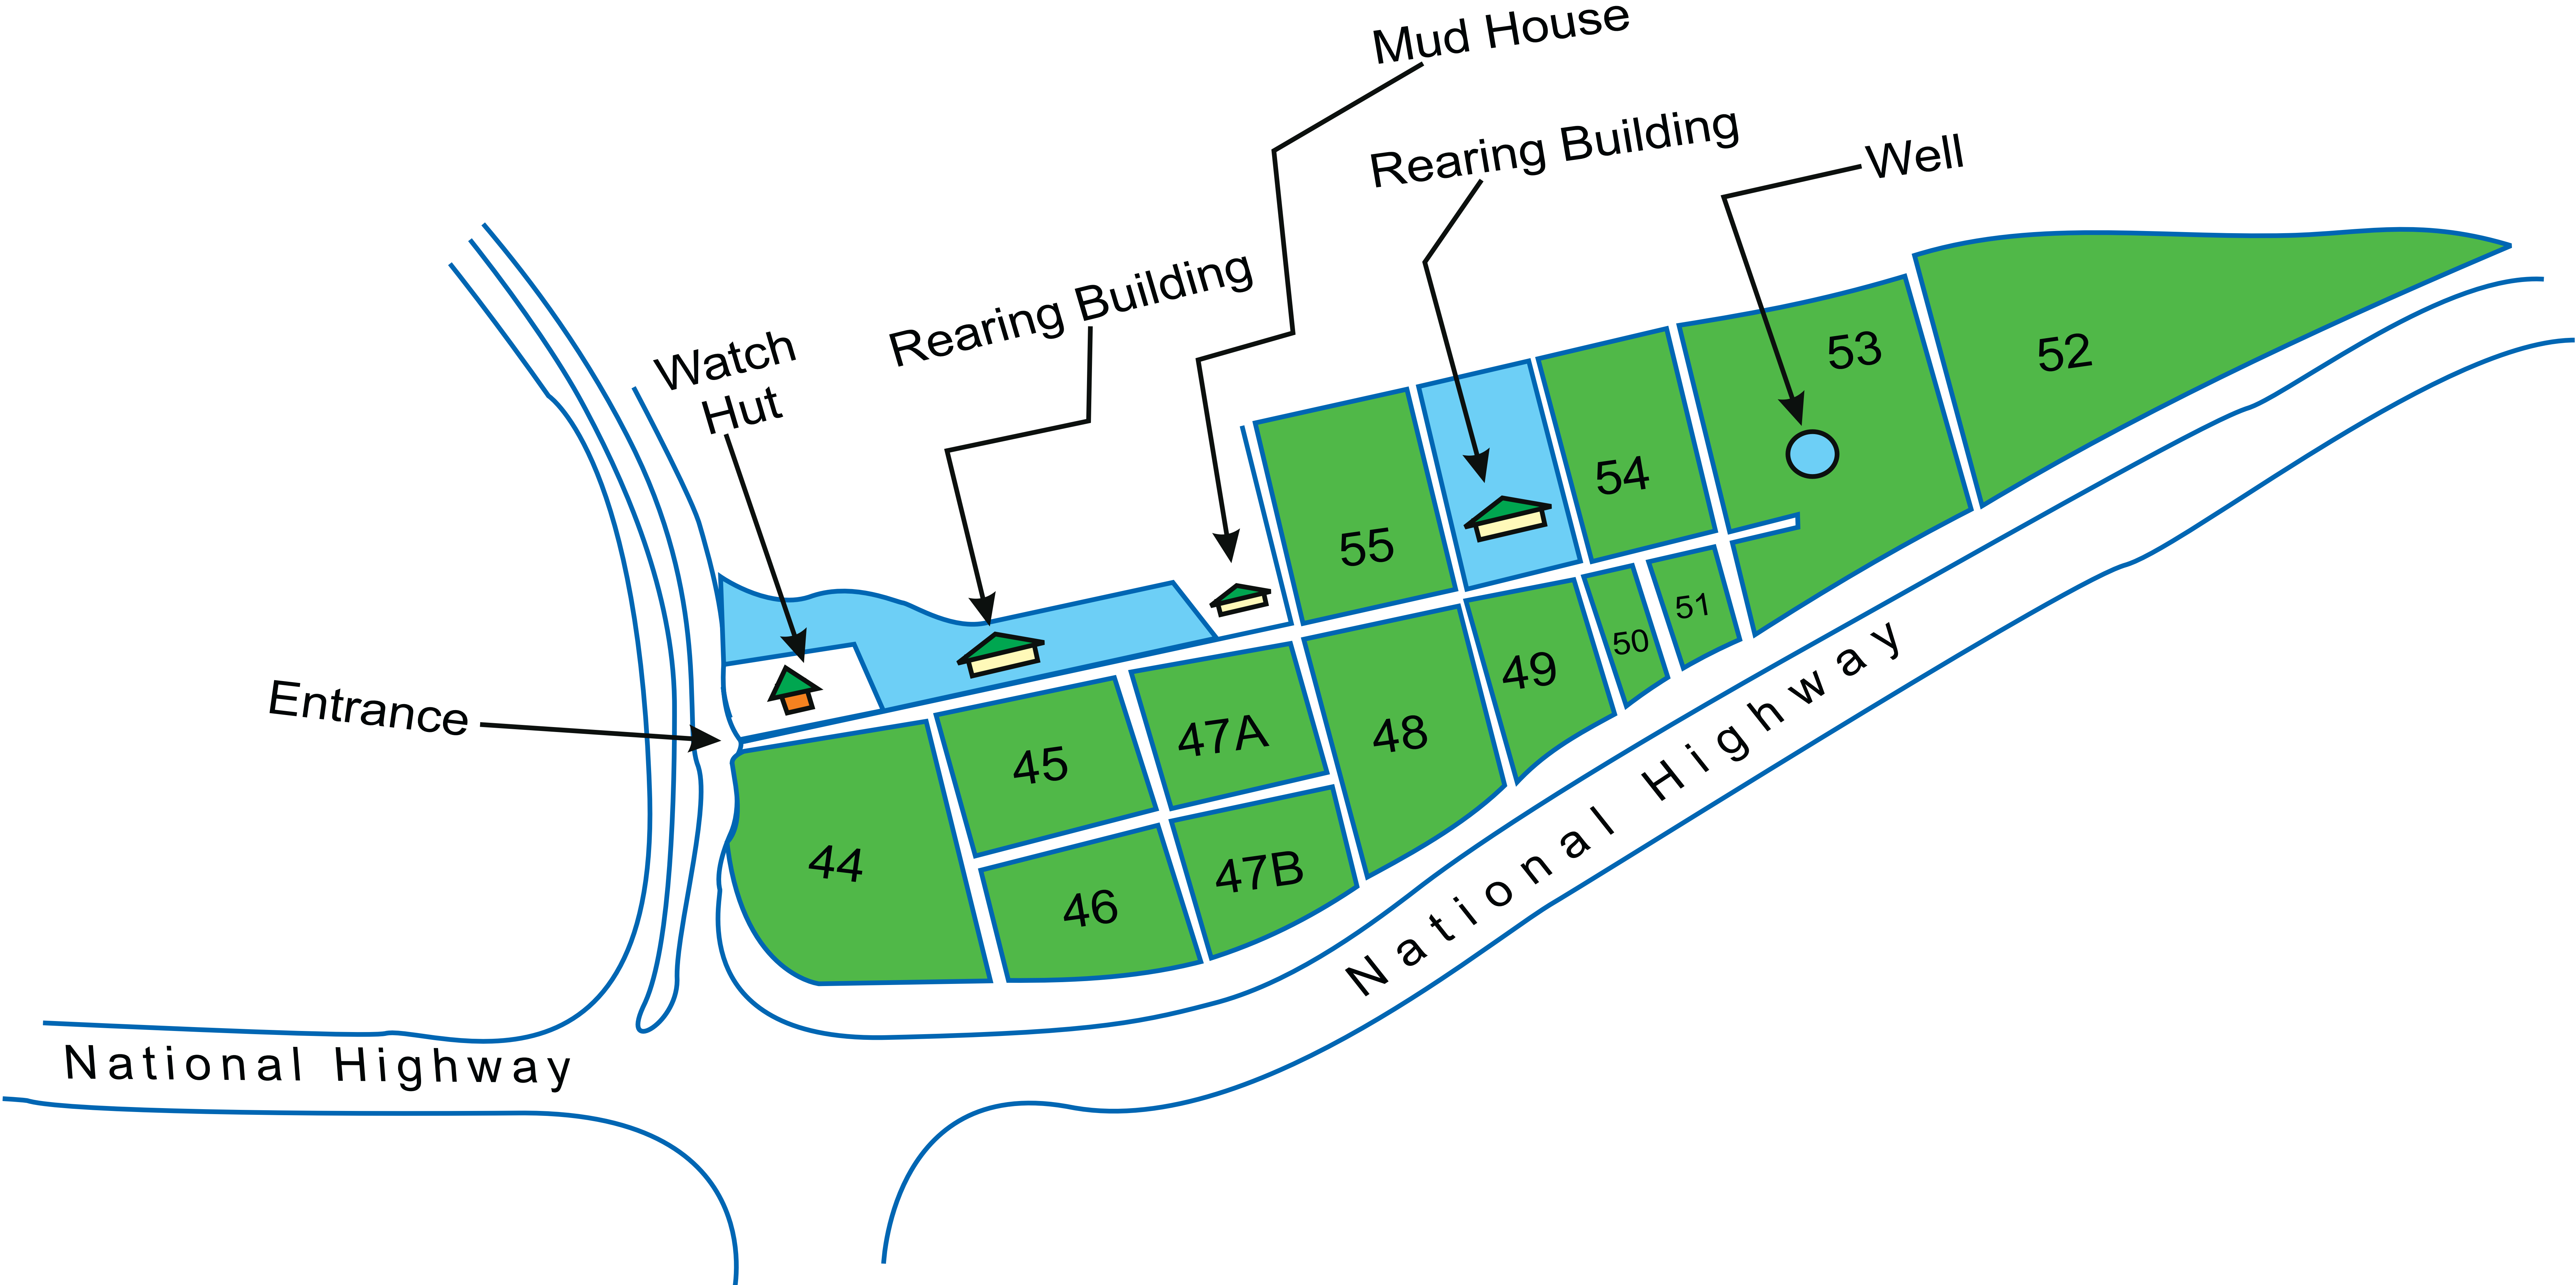 Mud House
Rearing Building
Well
Rearing Building
Watch
Hut
Entrance
53
52
54
55
51
50
49
48
47A
45
44
46
47B
National Highway
National Highway